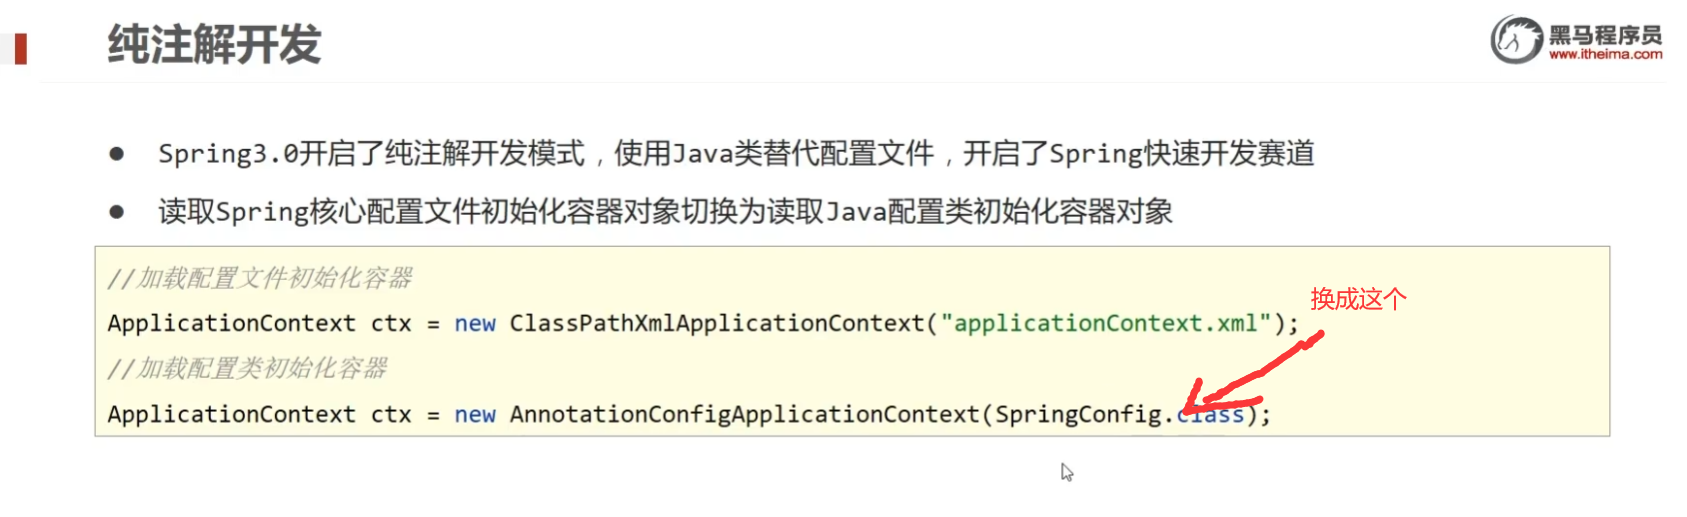 纯注解开发
黑马程序员
www.itheima.com
● Spring3.0开启了纯注解开发模式，使用Java类替代配置文件，开启了Spring快速开发赛道
● 读取Spring核心配置文件初始化容器对象切换为读取Java配置类初始化容器对象
//加载配置文件初始化容器
换成这个
ApplicationContext ctx = new ClassPathXmlApplicationContext("applicationContext.xml");
//加载配置类初始化容器
ApplicationContext ctx = new AnnotationConfigApplicationContext(SpringConfig.class);